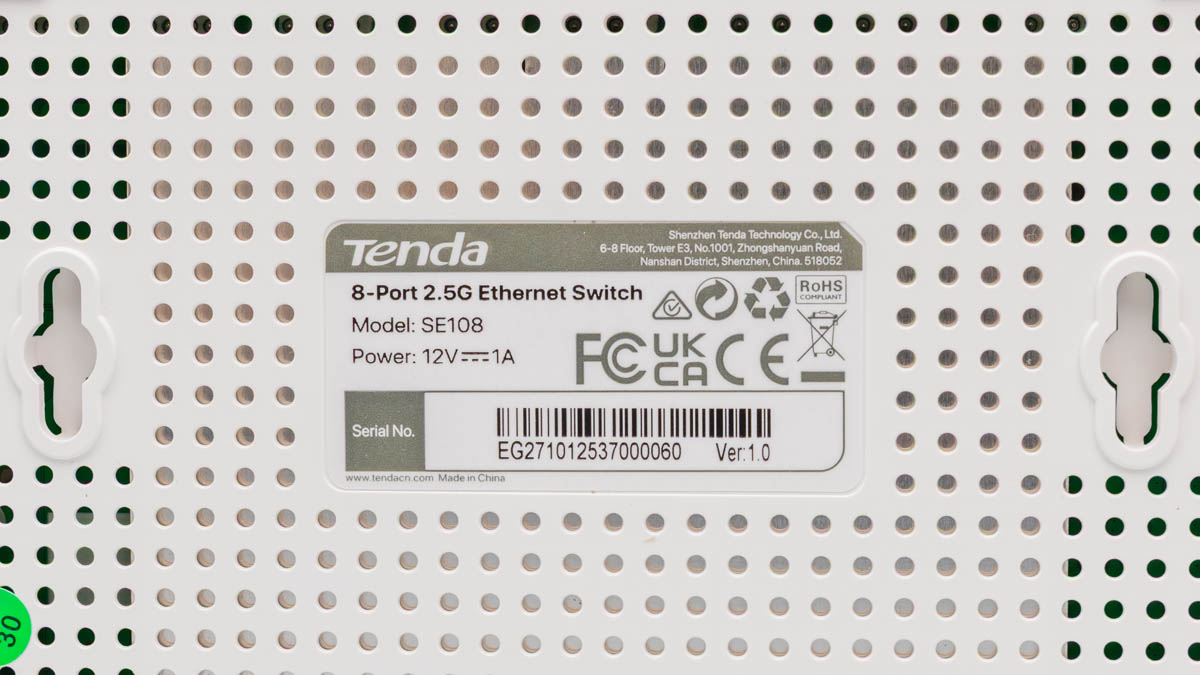 Tenda
Shenzhen Tenda Technology Co., Ltd.
6-8 Floor, Tower E3, No.1001, Zhongshanyuan Road,
Nanshan District, Shenzhen, China. 518052
8-Port 2.5G Ethernet Switch
RoHS
COMPLIANT
Model: SE108
Power: 12V⎓1A
FC
UK
CA
CE
Serial No.
EG271012537000060 Ver:1.0
www.tendacn.com Made in China
30